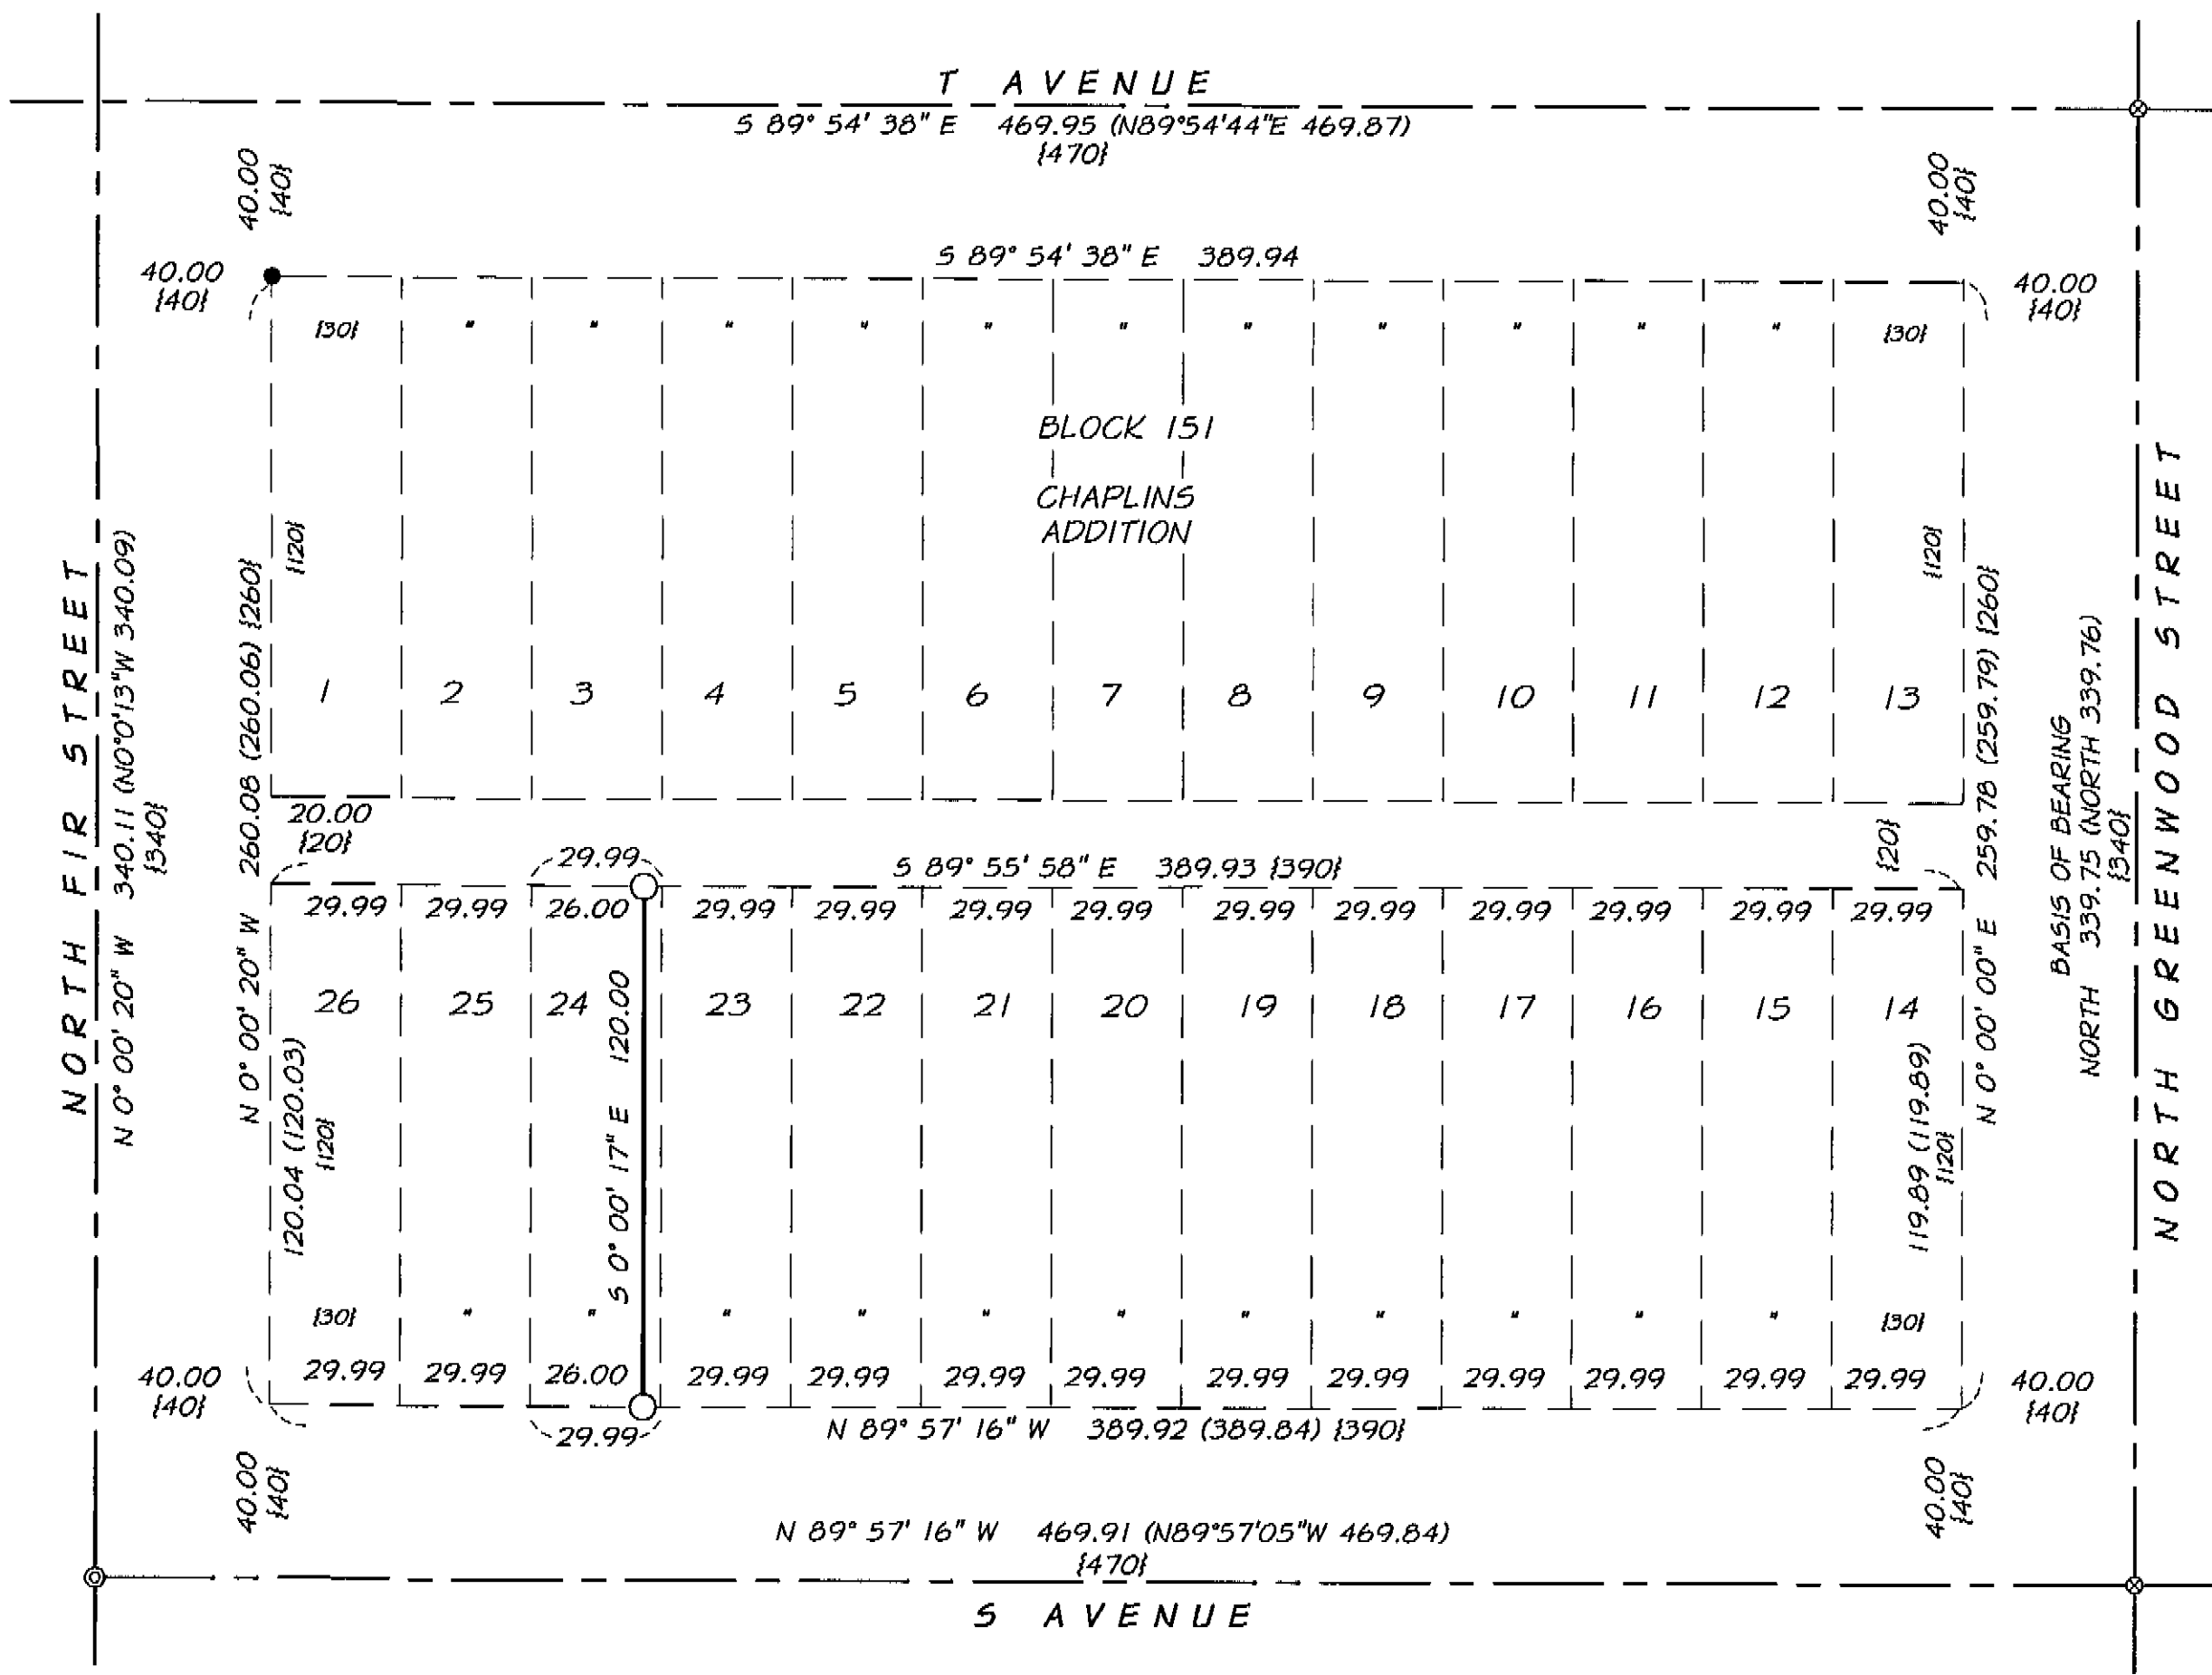 T AVENUE
S 89° 54' 38" E 469.95 (N89°54'44"E 469.87)
{470}
40.00
{40}
40.00
{40}
S 89° 54' 38" E 389.94
40.00
{40}
40.00
{40}
{30} " " " " " " " " " " " {30}
BLOCK 151
CHAPLINS
ADDITION
{120}
{120}
1 2 3 4 5 6 7 8 9 10 11 12 13
NORTH FIR STREET
N 0° 00' 20" W 340.11 (N0°0'13"W 340.09)
{340}
N 0° 00' 20" W 260.08 (260.06) {260}
20.00
{20}
{20}
N 0° 00' 00" E 259.78 (259.79) {260}
BASIS OF BEARING
NORTH 339.75 (NORTH 339.76)
{340}
NORTH GREENWOOD STREET
29.99
S 89° 55' 58" E 389.93 {390}
29.99 29.99 26.00 29.99 29.99 29.99 29.99 29.99 29.99 29.99 29.99 29.99 29.99
26 25 24 23 22 21 20 19 18 17 16 15 14
120.04 (120.03)
{120}
S 0° 00' 17" E 120.00
119.89 (119.89)
{120}
{30} " " " " " " " " " " " {30}
29.99 29.99 26.00 29.99 29.99 29.99 29.99 29.99 29.99 29.99 29.99 29.99 29.99
40.00
{40}
40.00
{40}
29.99
N 89° 57' 16" W 389.92 (389.84) {390}
40.00
{40}
40.00
{40}
N 89° 57' 16" W 469.91 (N89°57'05"W 469.84)
{470}
S AVENUE